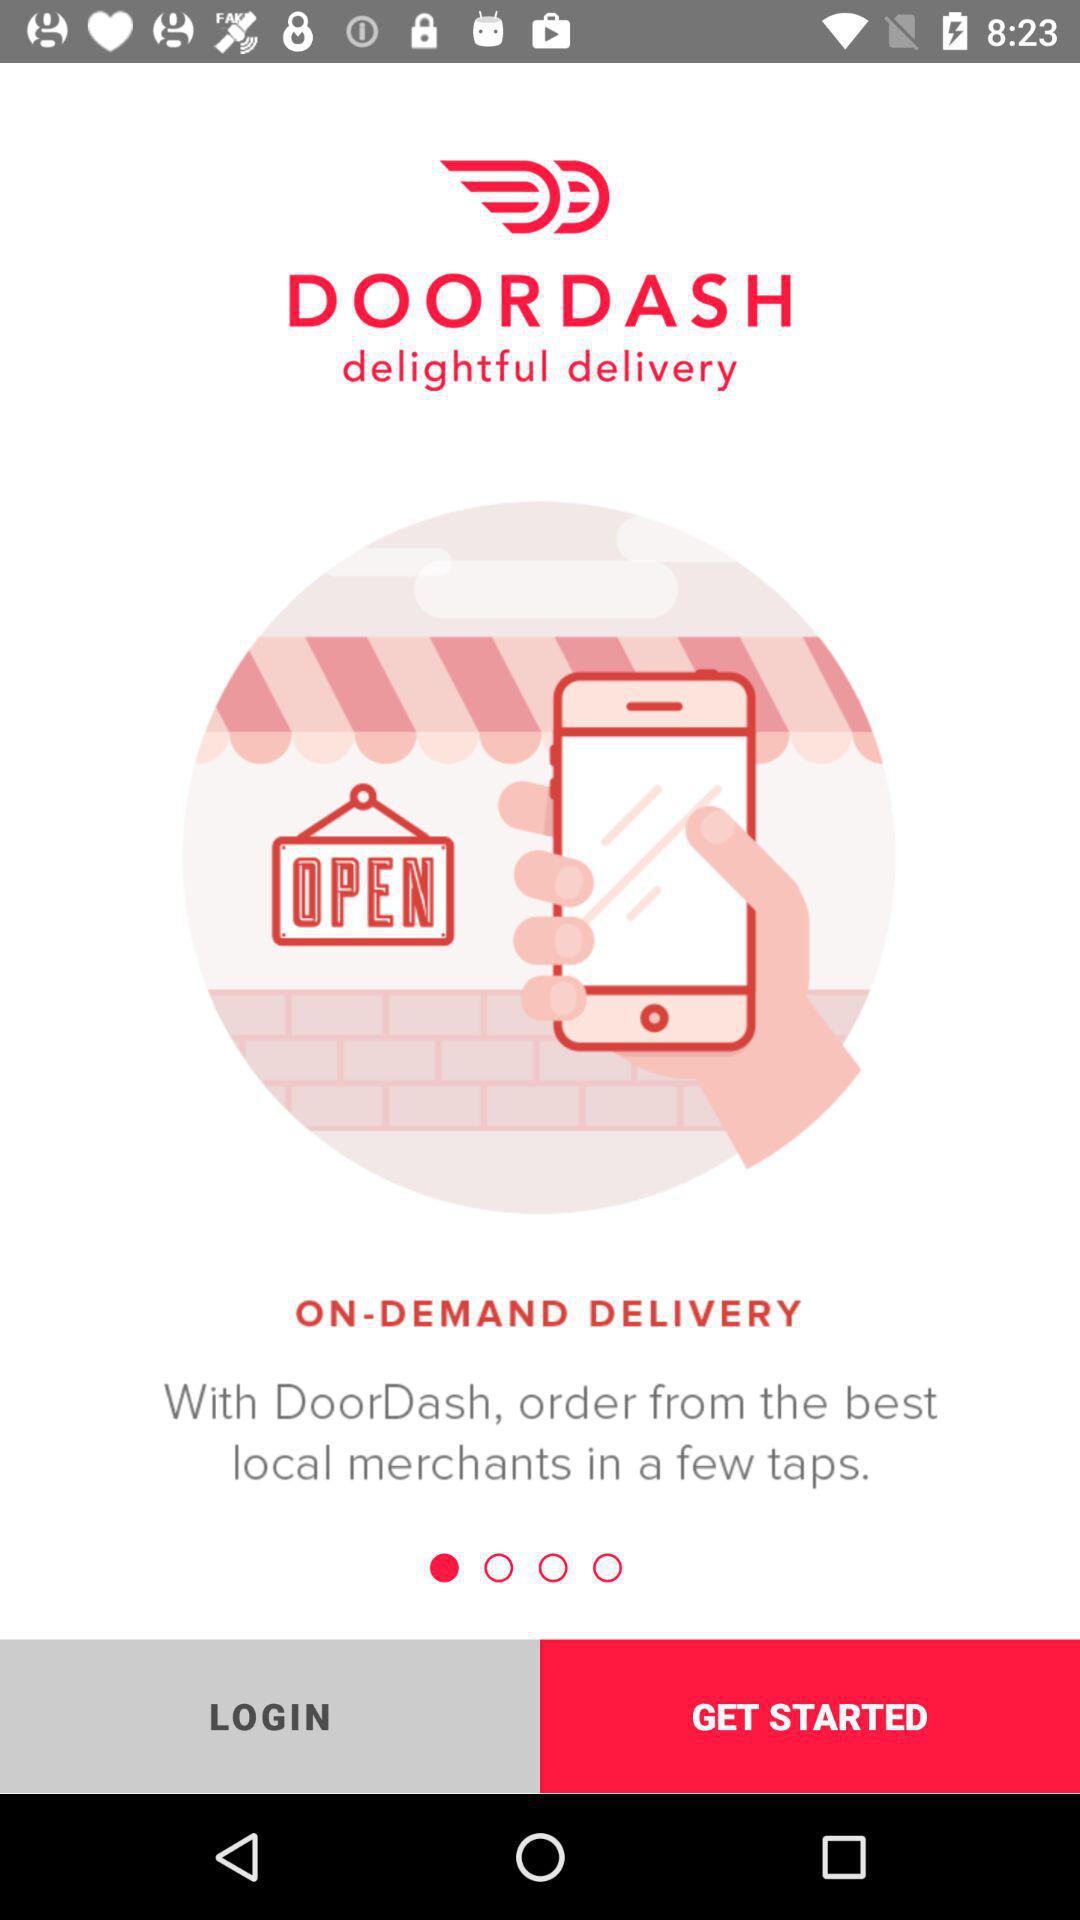 FAKE
8:23
DOORDASH
delightful delivery
OPEN
ON-DEMAND DELIVERY
With DoorDash, order from the best
local merchants in a few taps.
LOGIN
GET STARTED